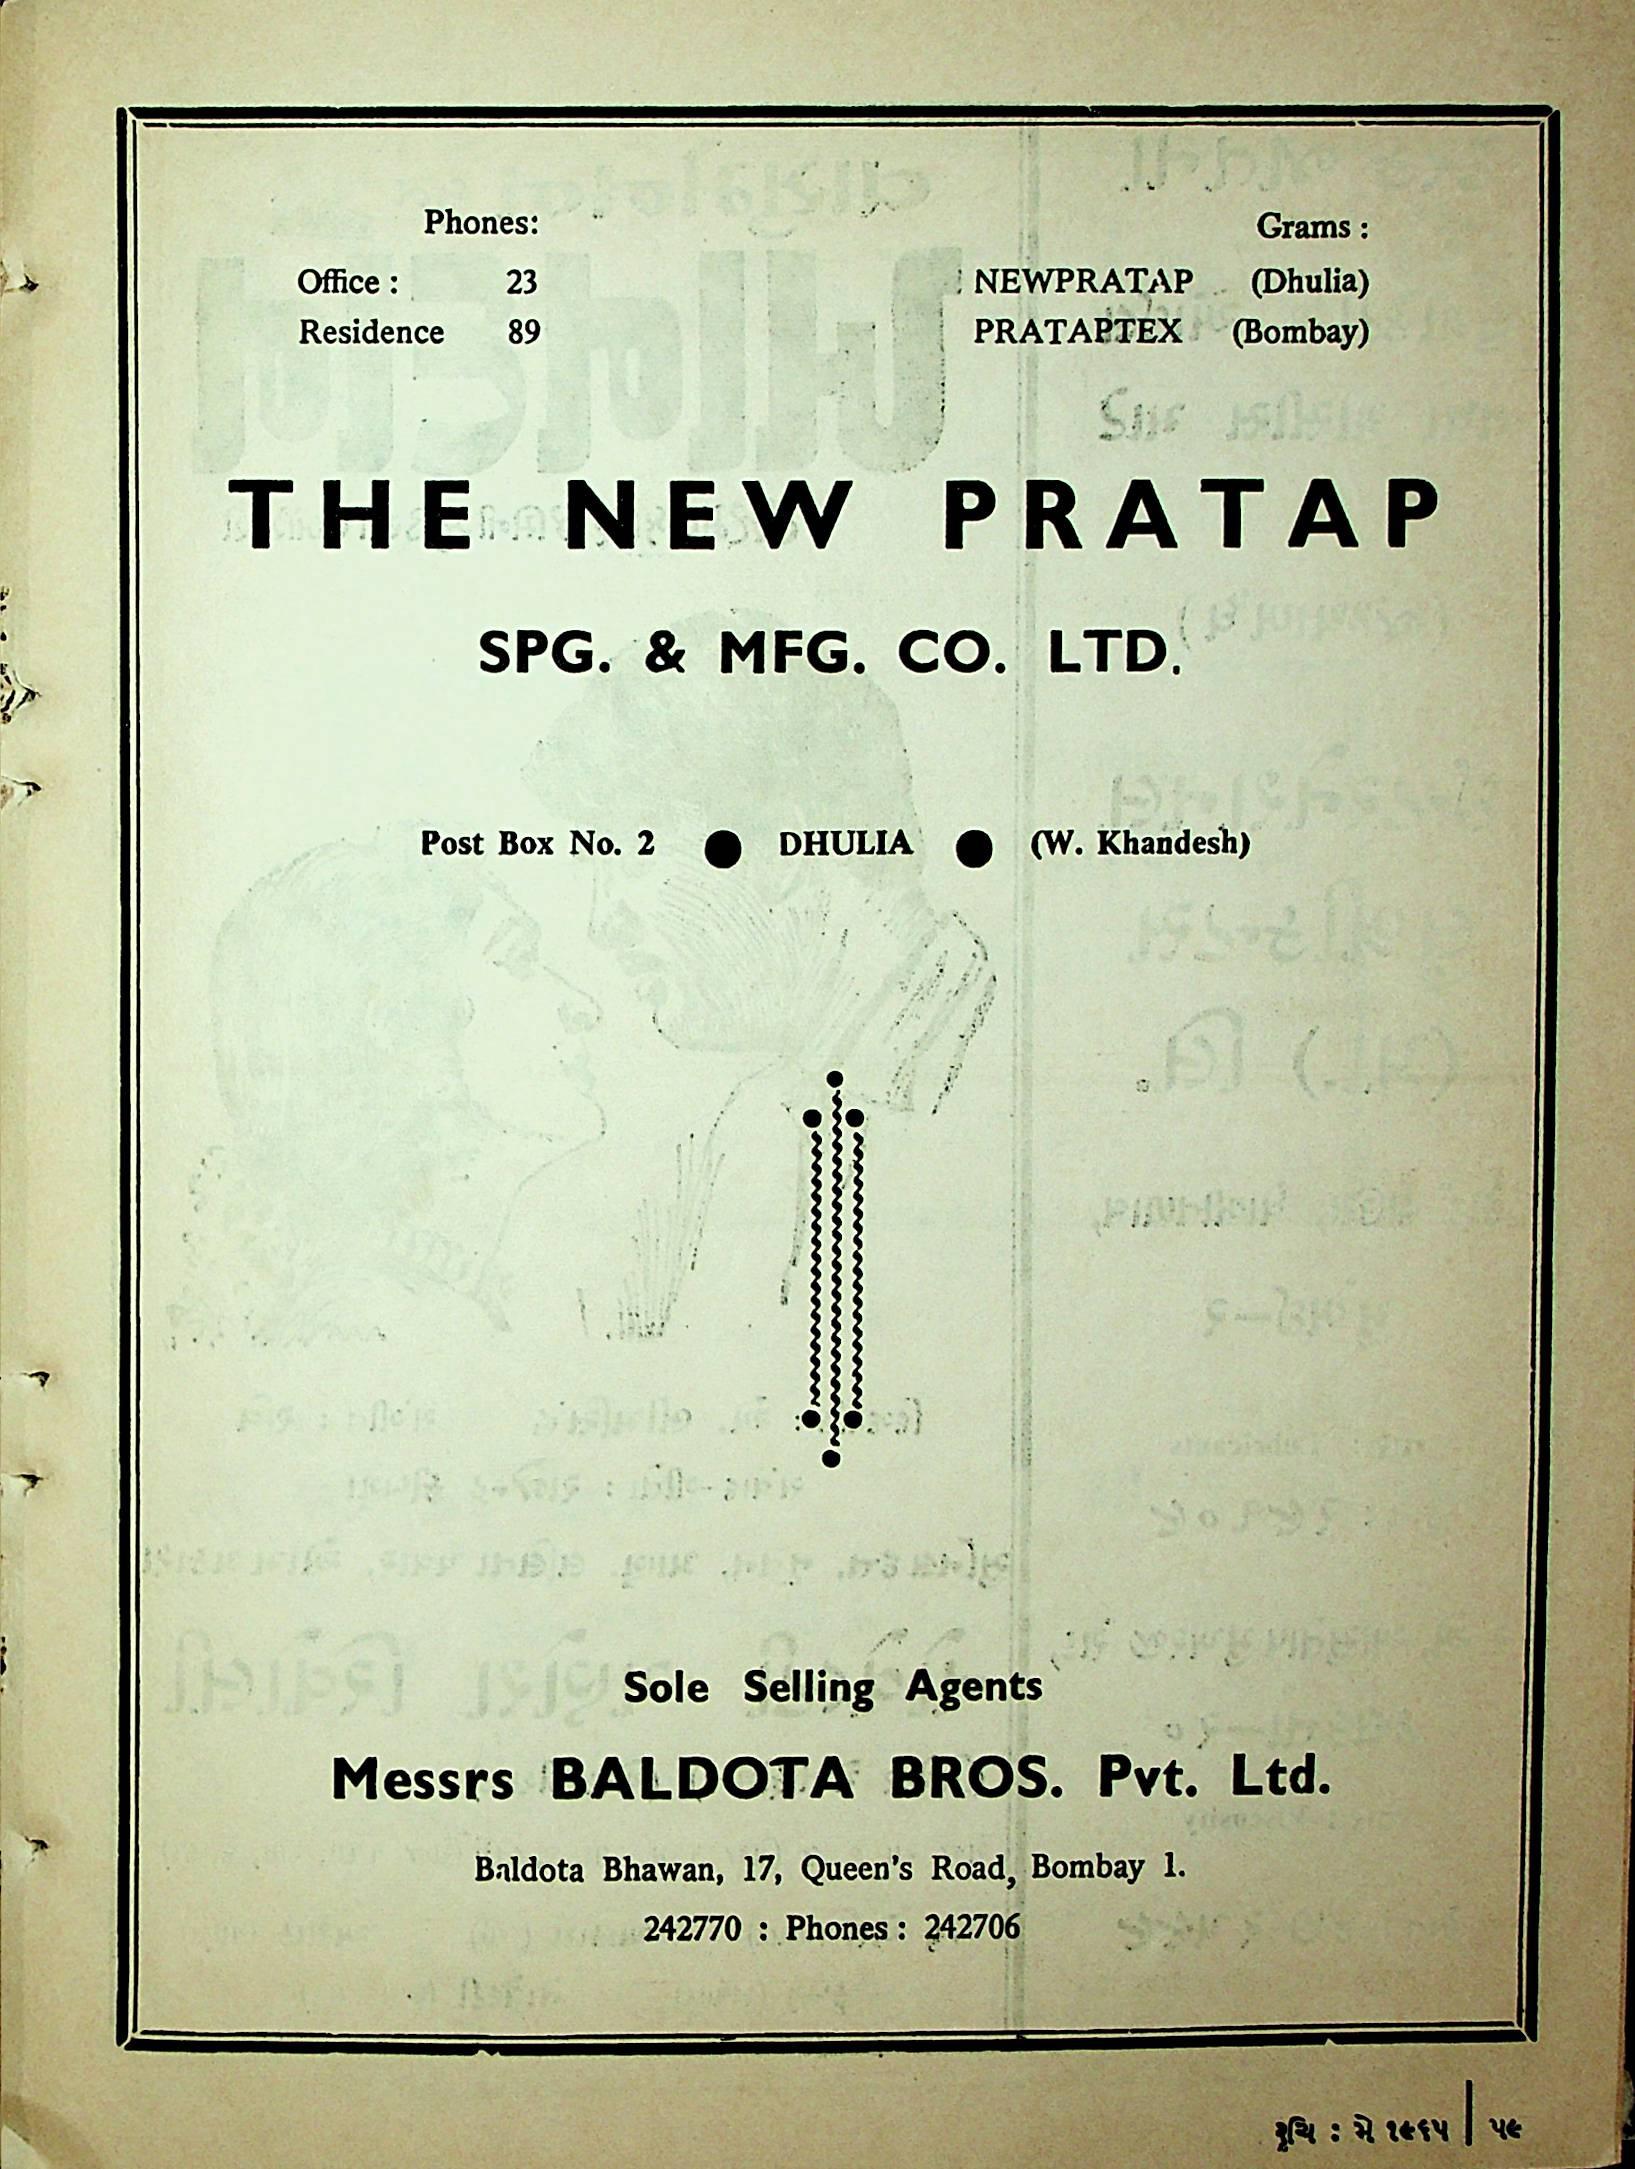 Phones:
Grams :
Office : 23
NEWPRATAP (Dhulia)
Residence 89
PRATAPTEX (Bombay)
THE NEW PRATAP
SPG. & MFG. CO. LTD.
Post Box No. 2 ● DHULIA ● (W. Khandesh)
Sole Selling Agents
Messrs BALDOTA BROS. Pvt. Ltd.
Baldota Bhawan, 17, Queen's Road, Bombay 1.
242770 : Phones : 242706
રૂચિ : મે ૧૯૬૫ | ૫૯